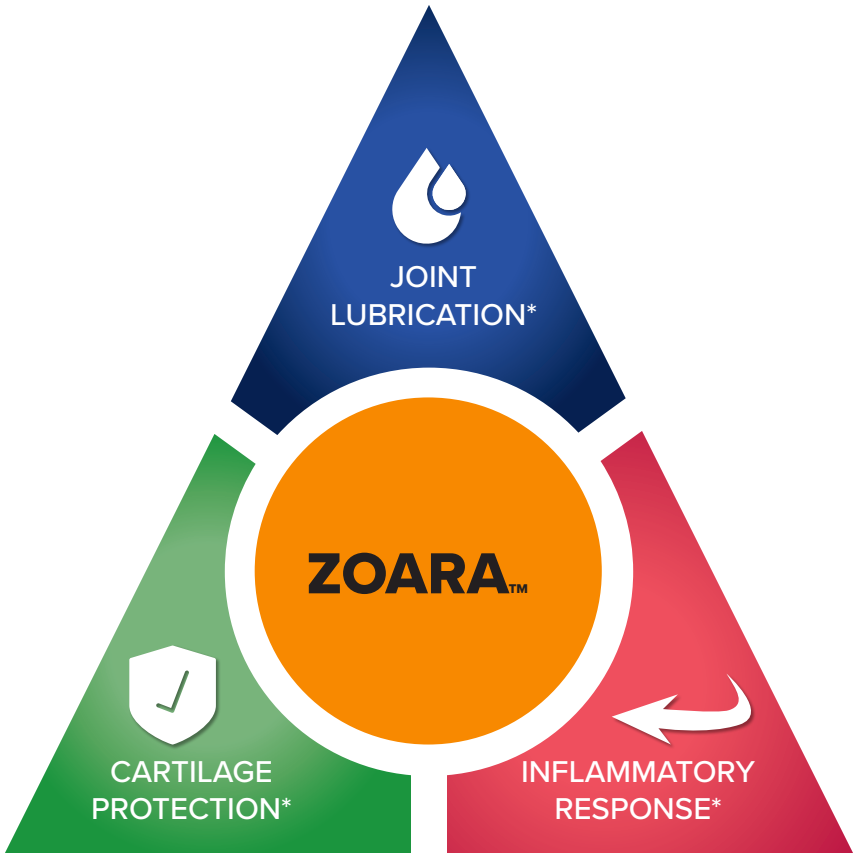 JOINT
LUBRICATION*
ZOARA™
CARTILAGE
PROTECTION*
INFLAMMATORY
RESPONSE*